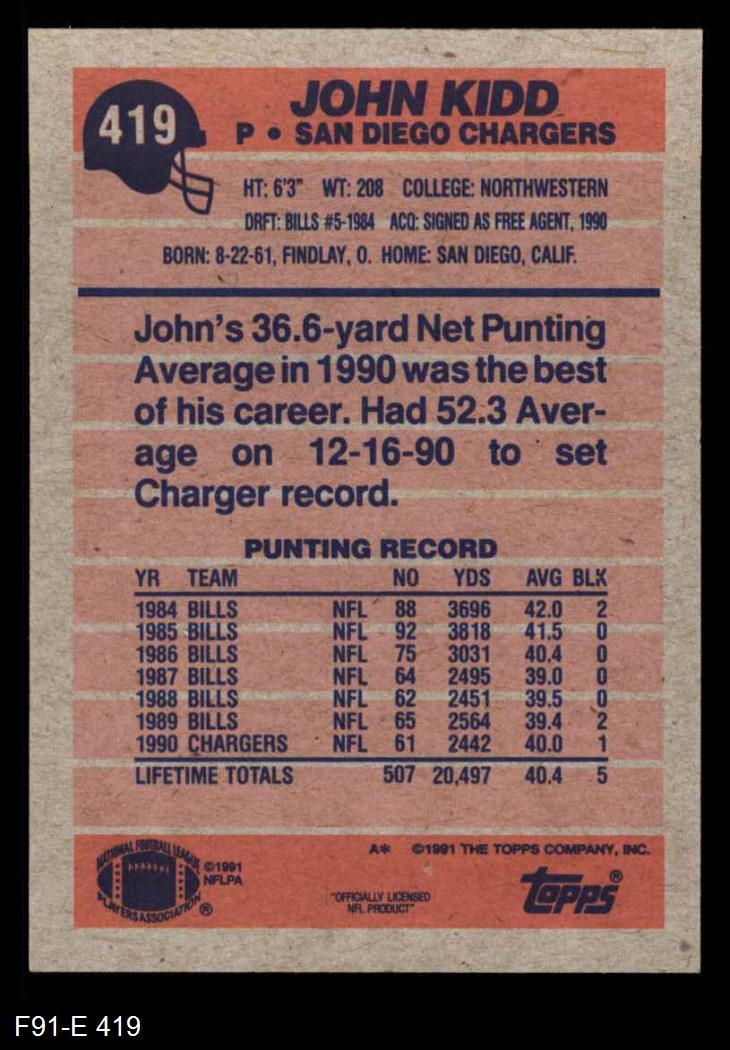 419
JOHN KIDD
P • SAN DIEGO CHARGERS
HT: 6'3" WT: 208 COLLEGE: NORTHWESTERN
DRFT: BILLS #5-1984 ACQ: SIGNED AS FREE AGENT, 1990
BORN: 8-22-61, FINDLAY, O. HOME: SAN DIEGO, CALIF.
John's 36.6-yard Net Punting
Average in 1990 was the best
of his career. Had 52.3 Aver-
age on 12-16-90 to set
Charger record.
PUNTING RECORD
YR TEAM NO YDS AVG BLK
1984 BILLS NFL 88 3696 42.0 2
1985 BILLS NFL 92 3818 41.5 0
1986 BILLS NFL 75 3031 40.4 0
1987 BILLS NFL 64 2495 39.0 0
1988 BILLS NFL 62 2451 39.5 0
1989 BILLS NFL 65 2564 39.4 2
1990 CHARGERS NFL 61 2442 40.0 1
LIFETIME TOTALS 507 20,497 40.4 5
A* ©1991 THE TOPPS COMPANY, INC.
NATIONAL FOOTBALL LEAGUE
PLAYERS ASSOCIATION ®
©1991
NFLPA
"OFFICIALLY LICENSED
NFL PRODUCT"
topps®
F91-E 419